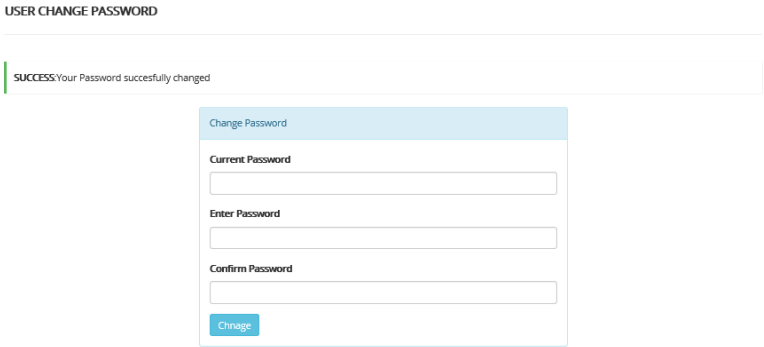 USER CHANGE PASSWORD
SUCCESS:Your Password succesfully changed
Change Password
Current Password
Enter Password
Confirm Password
Chnage